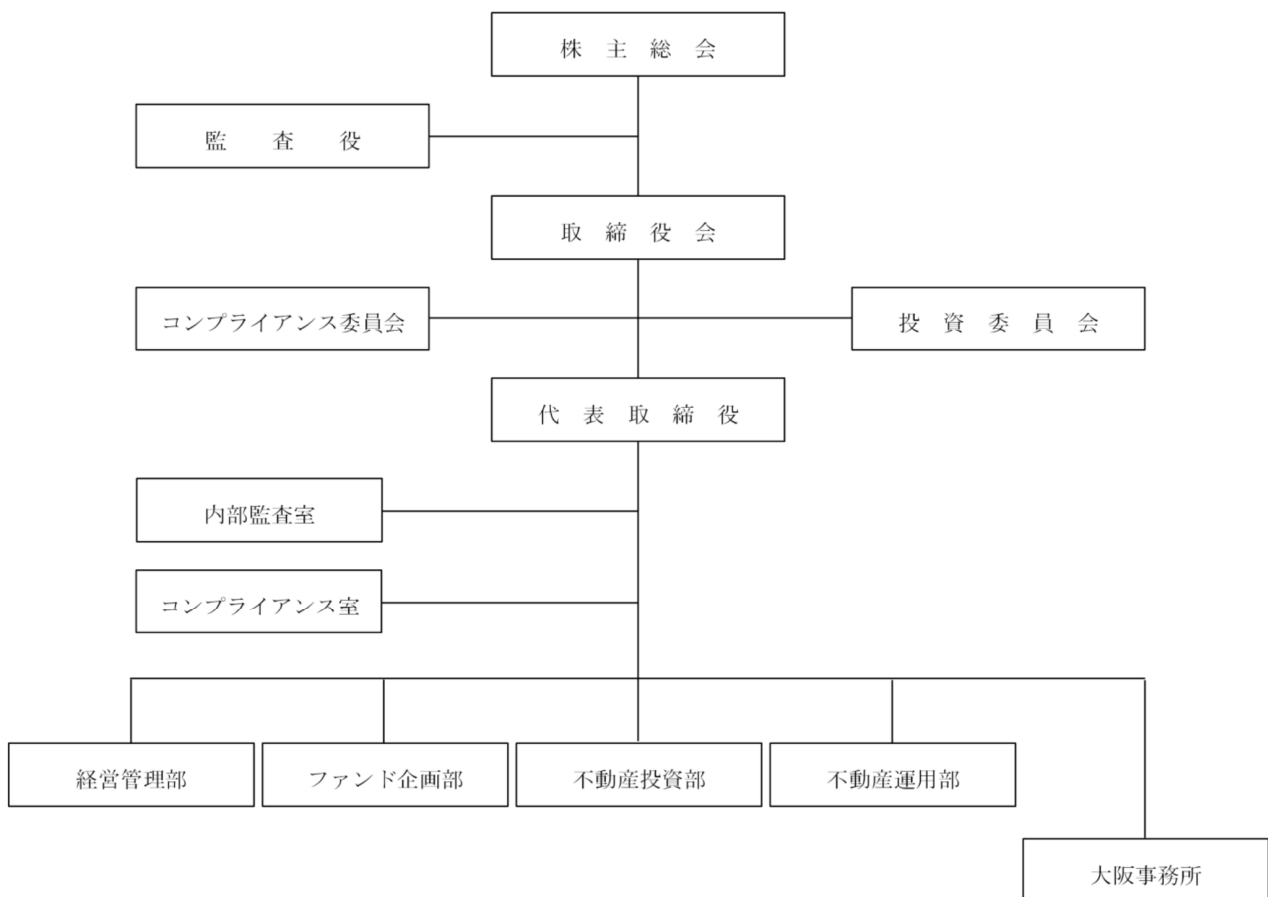 株 主 総 会
監 査 役
取 締 役 会
コンプライアンス委員会
投 資 委 員 会
代 表 取 締 役
内部監査室
コンプライアンス室
経営管理部
ファンド企画部
不動産投資部
不動産運用部
大阪事務所